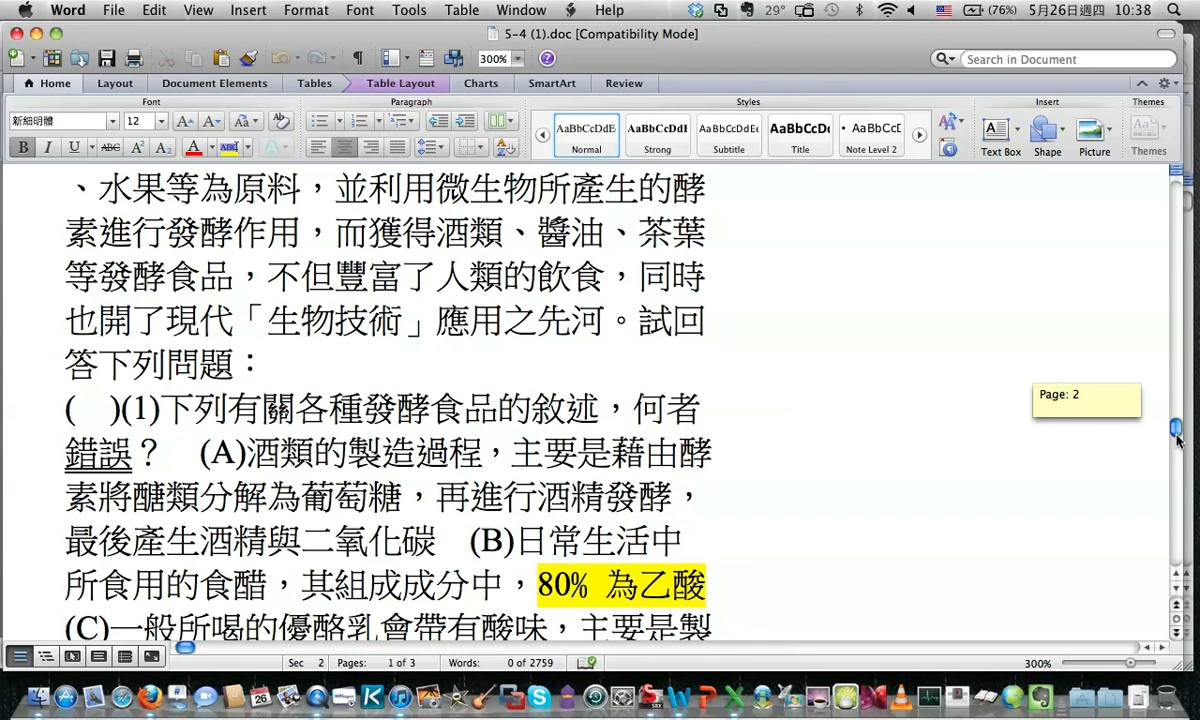 Word File Edit View Insert Format Font Tools Table Window Help 29° (76%) 5月26日週四 10:38
5-4 (1).doc [Compatibility Mode]
300% Search in Document
Home Layout Document Elements Tables Table Layout Charts SmartArt Review
Font Paragraph Styles Insert Themes
新細明體 12 AaBbCcDdE AaBbCcDdI AaBbCcDdEe AaBbCcDc • AaBbCcD
B I U ABC A² A₂ Normal Strong Subtitle Title Note Level 2 Text Box Shape Picture Themes
、水果等為原料，並利用微生物所產生的酵
素進行發酵作用，而獲得酒類、醬油、茶葉
等發酵食品，不但豐富了人類的飲食，同時
也開了現代「生物技術」應用之先河。試回
答下列問題：
Page: 2
( )(1)下列有關各種發酵食品的敘述，何者
錯誤？ (A)酒類的製造過程，主要是藉由酵
素將醣類分解為葡萄糖，再進行酒精發酵，
最後產生酒精與二氧化碳 (B)日常生活中
所食用的食醋，其組成成分中，80% 為乙酸
(C)一般所喝的優酪乳會帶有酸味，主要是製
Sec 2 Pages: 1 of 3 Words: 0 of 2759 300%